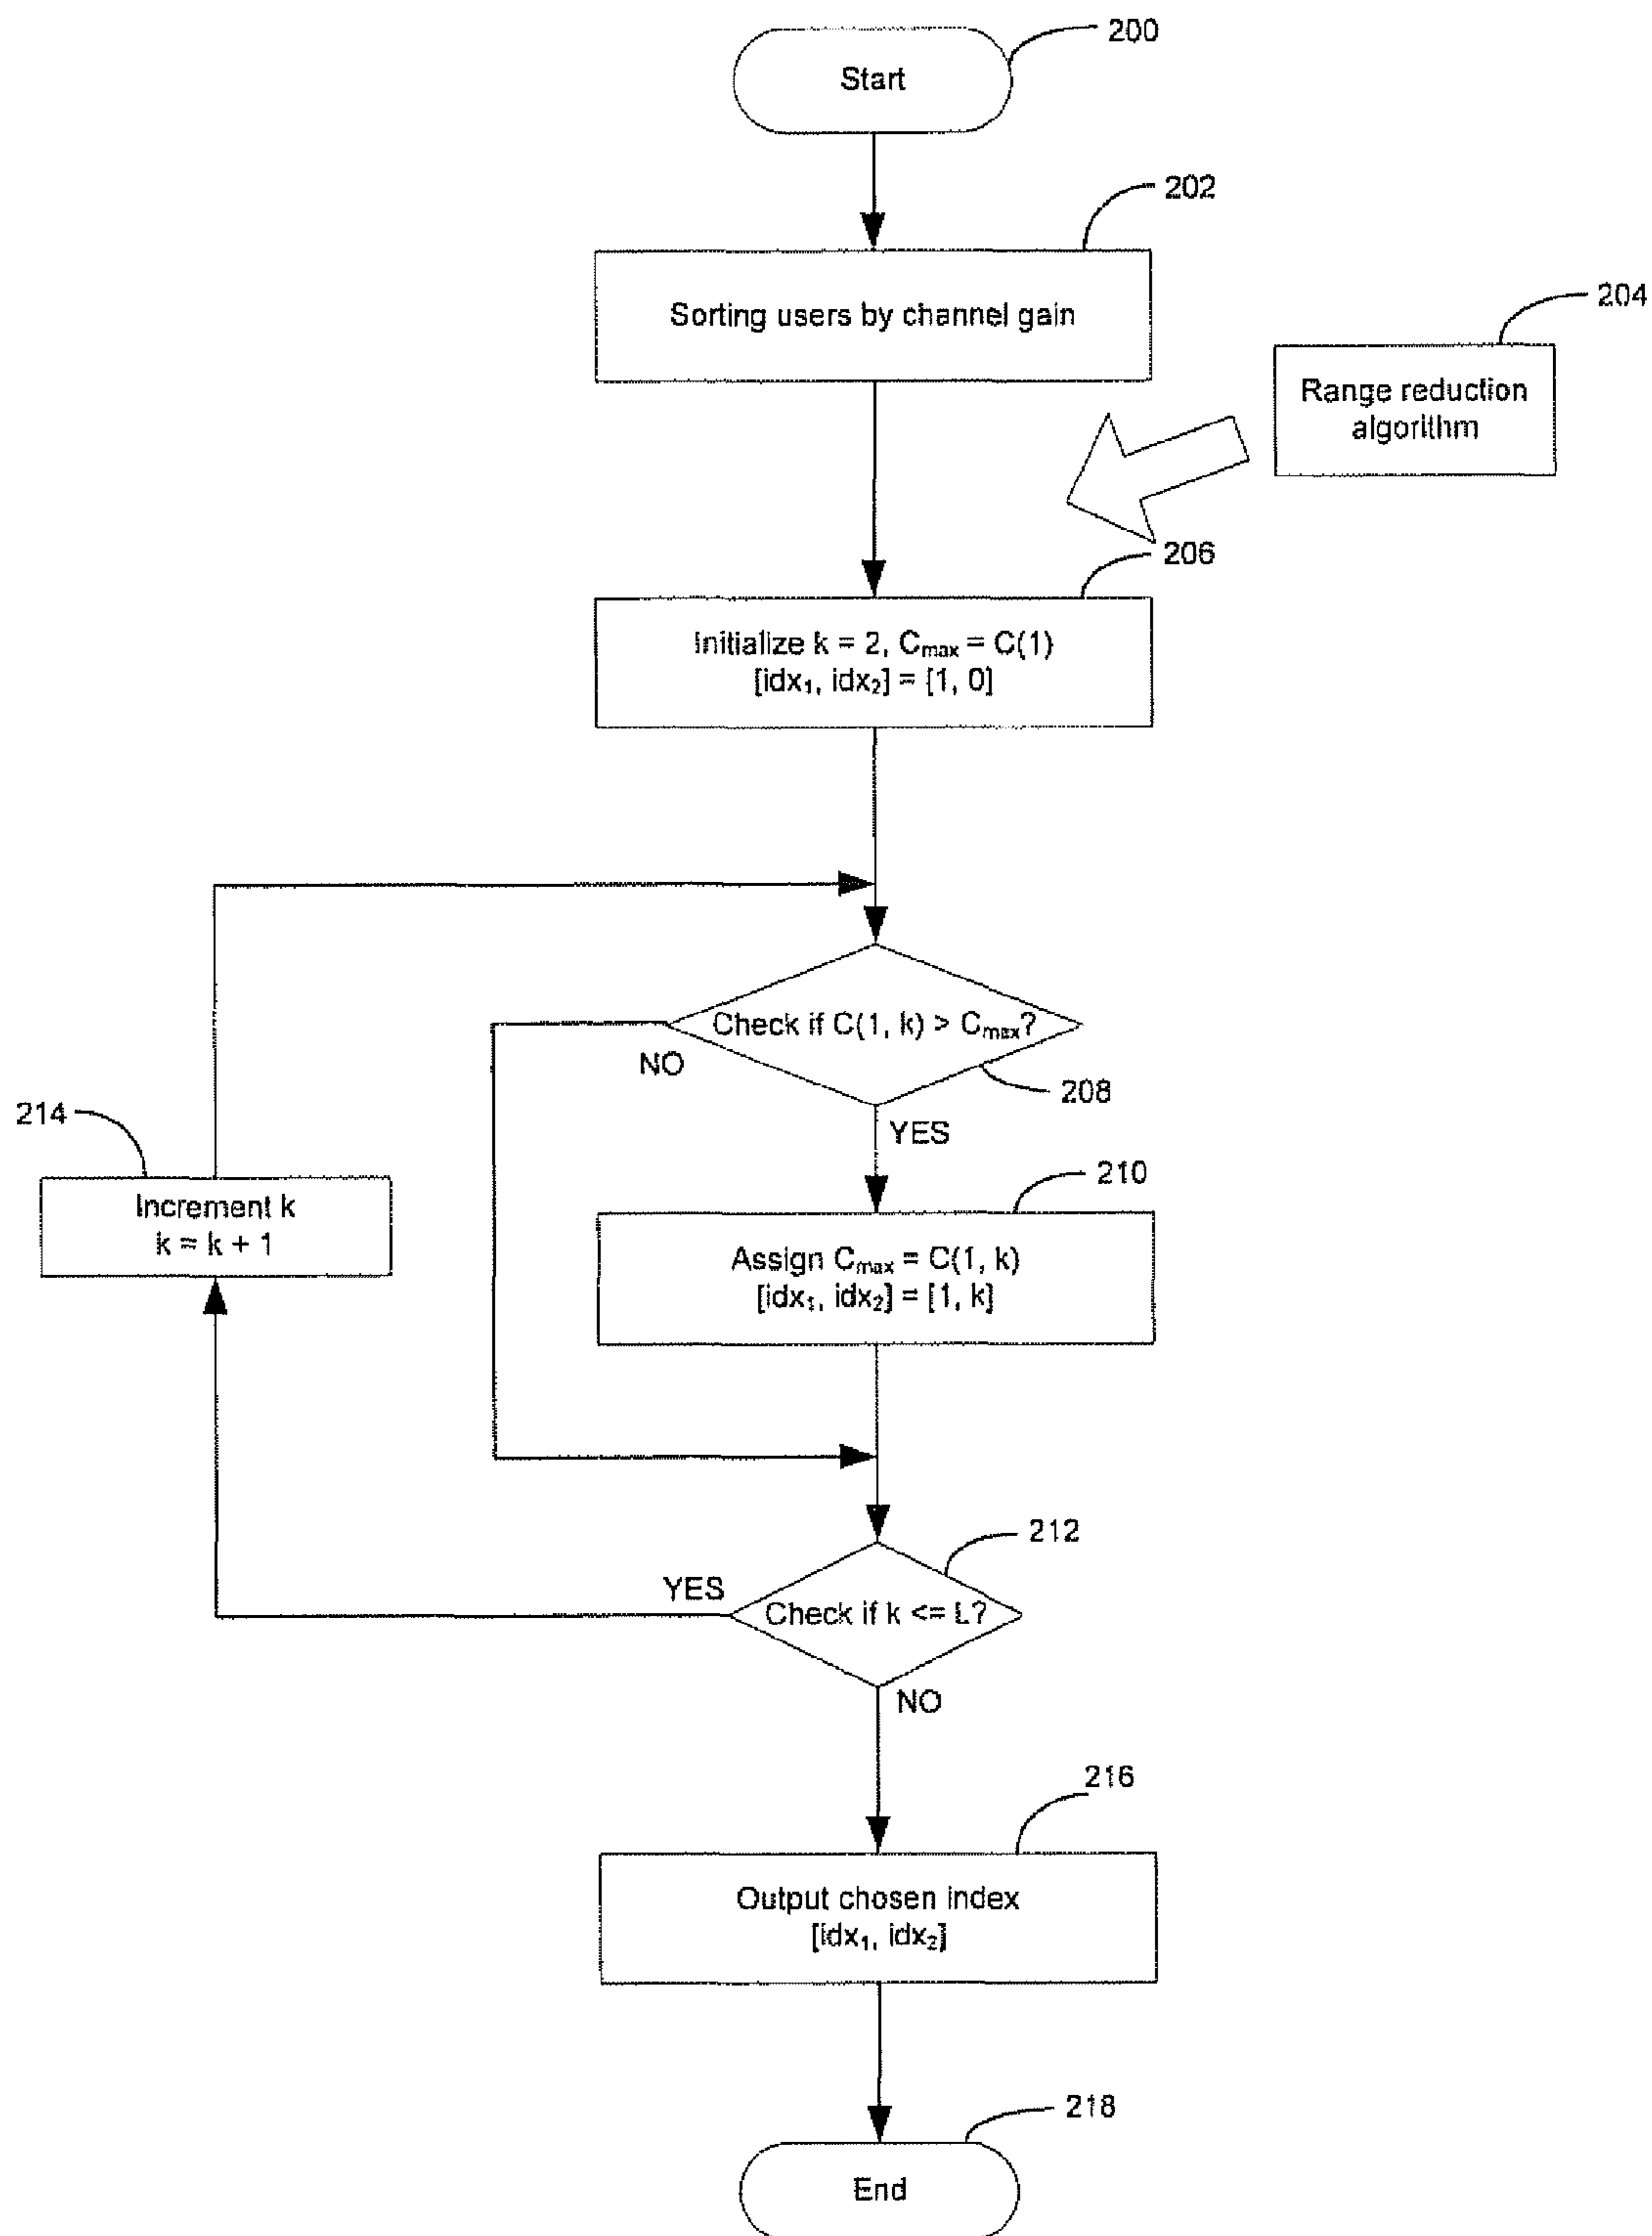 200
Start
202
Sorting users by channel gain
204
Range reduction
algorithm
206
Initialize k = 2, Cmax = C(1)
[idx1, idx2] = [1, 0]
Check if C(1, k) > Cmax?
NO
208
YES
214
Increment k
k = k + 1
210
Assign Cmax = C(1, k)
[idx1, idx2] = [1, k]
212
YES
Check if k <= L?
NO
216
Output chosen index
[idx1, idx2]
218
End